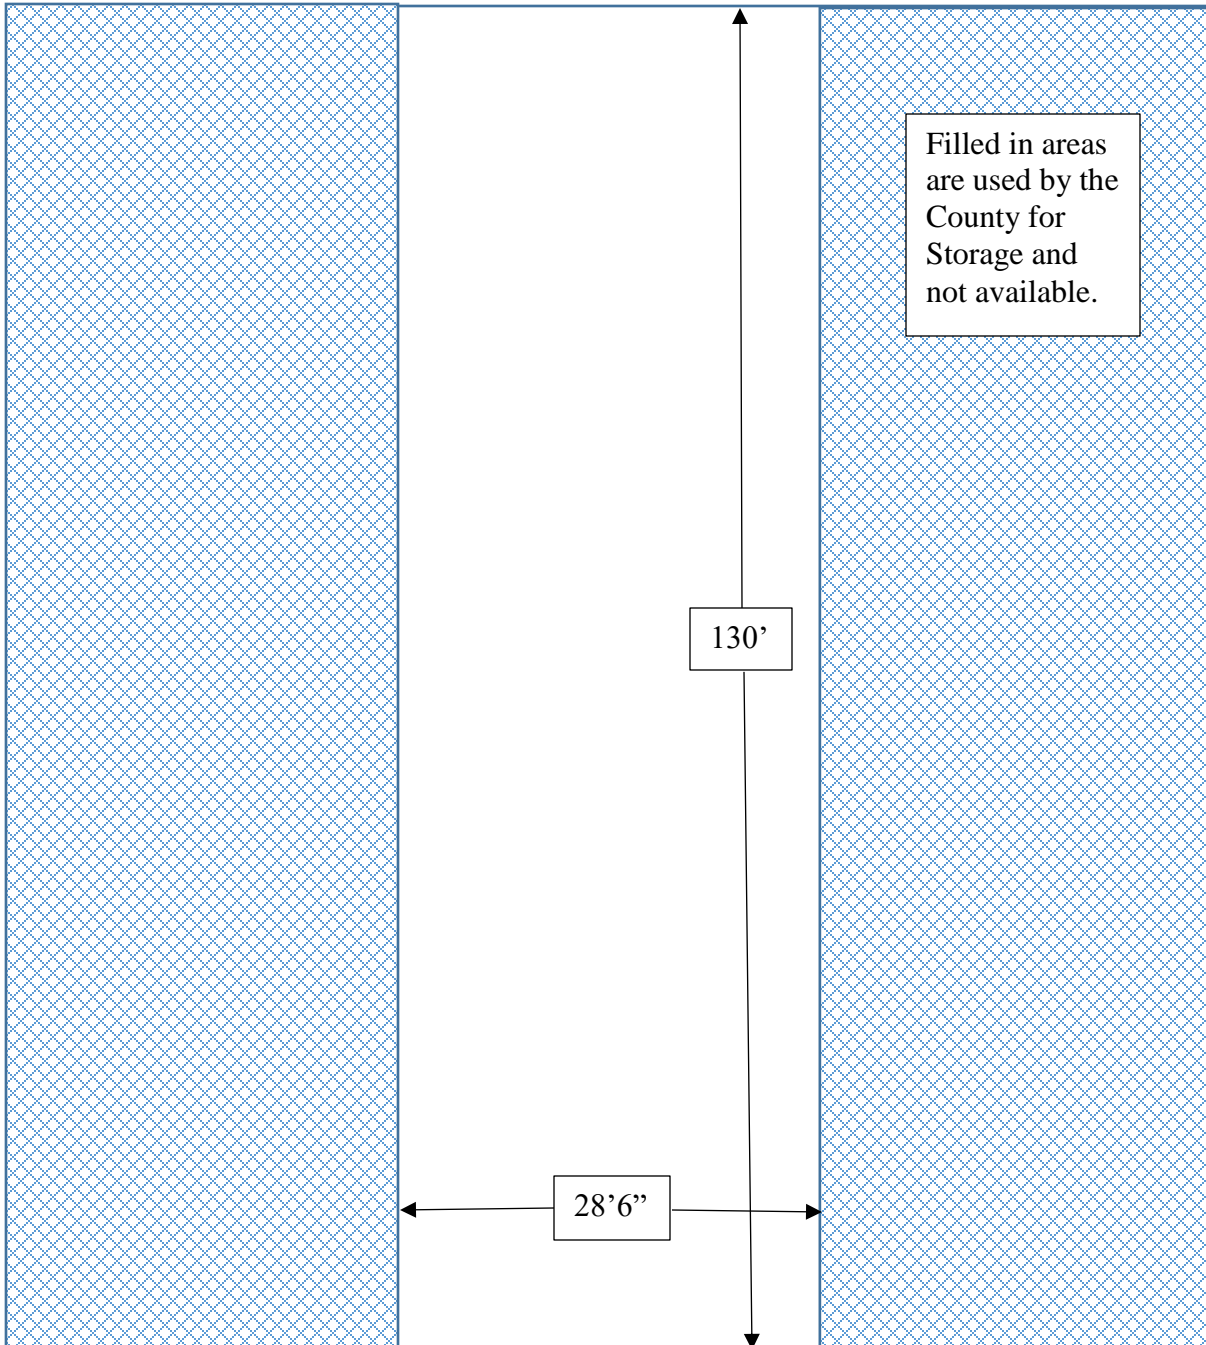 Filled in areas
are used by the
County for
Storage and
not available.
130’
28’6”